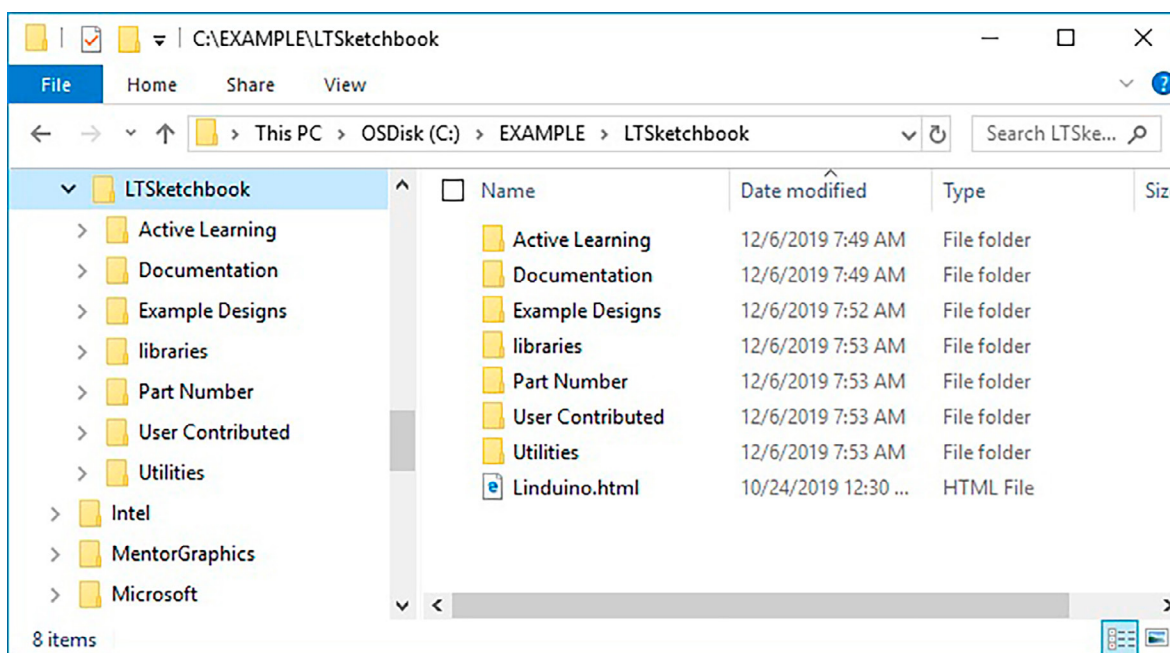 C:\EXAMPLE\LTSketchbook
File Home Share View
This PC > OSDisk (C:) > EXAMPLE > LTSketchbook
Search LTSke...
LTSketchbook
Active Learning
Documentation
Example Designs
libraries
Part Number
User Contributed
Utilities
Intel
MentorGraphics
Microsoft
Name Date modified Type Siz
Active Learning 12/6/2019 7:49 AM File folder
Documentation 12/6/2019 7:49 AM File folder
Example Designs 12/6/2019 7:52 AM File folder
libraries 12/6/2019 7:53 AM File folder
Part Number 12/6/2019 7:53 AM File folder
User Contributed 12/6/2019 7:53 AM File folder
Utilities 12/6/2019 7:53 AM File folder
Linduino.html 10/24/2019 12:30 ... HTML File
8 items